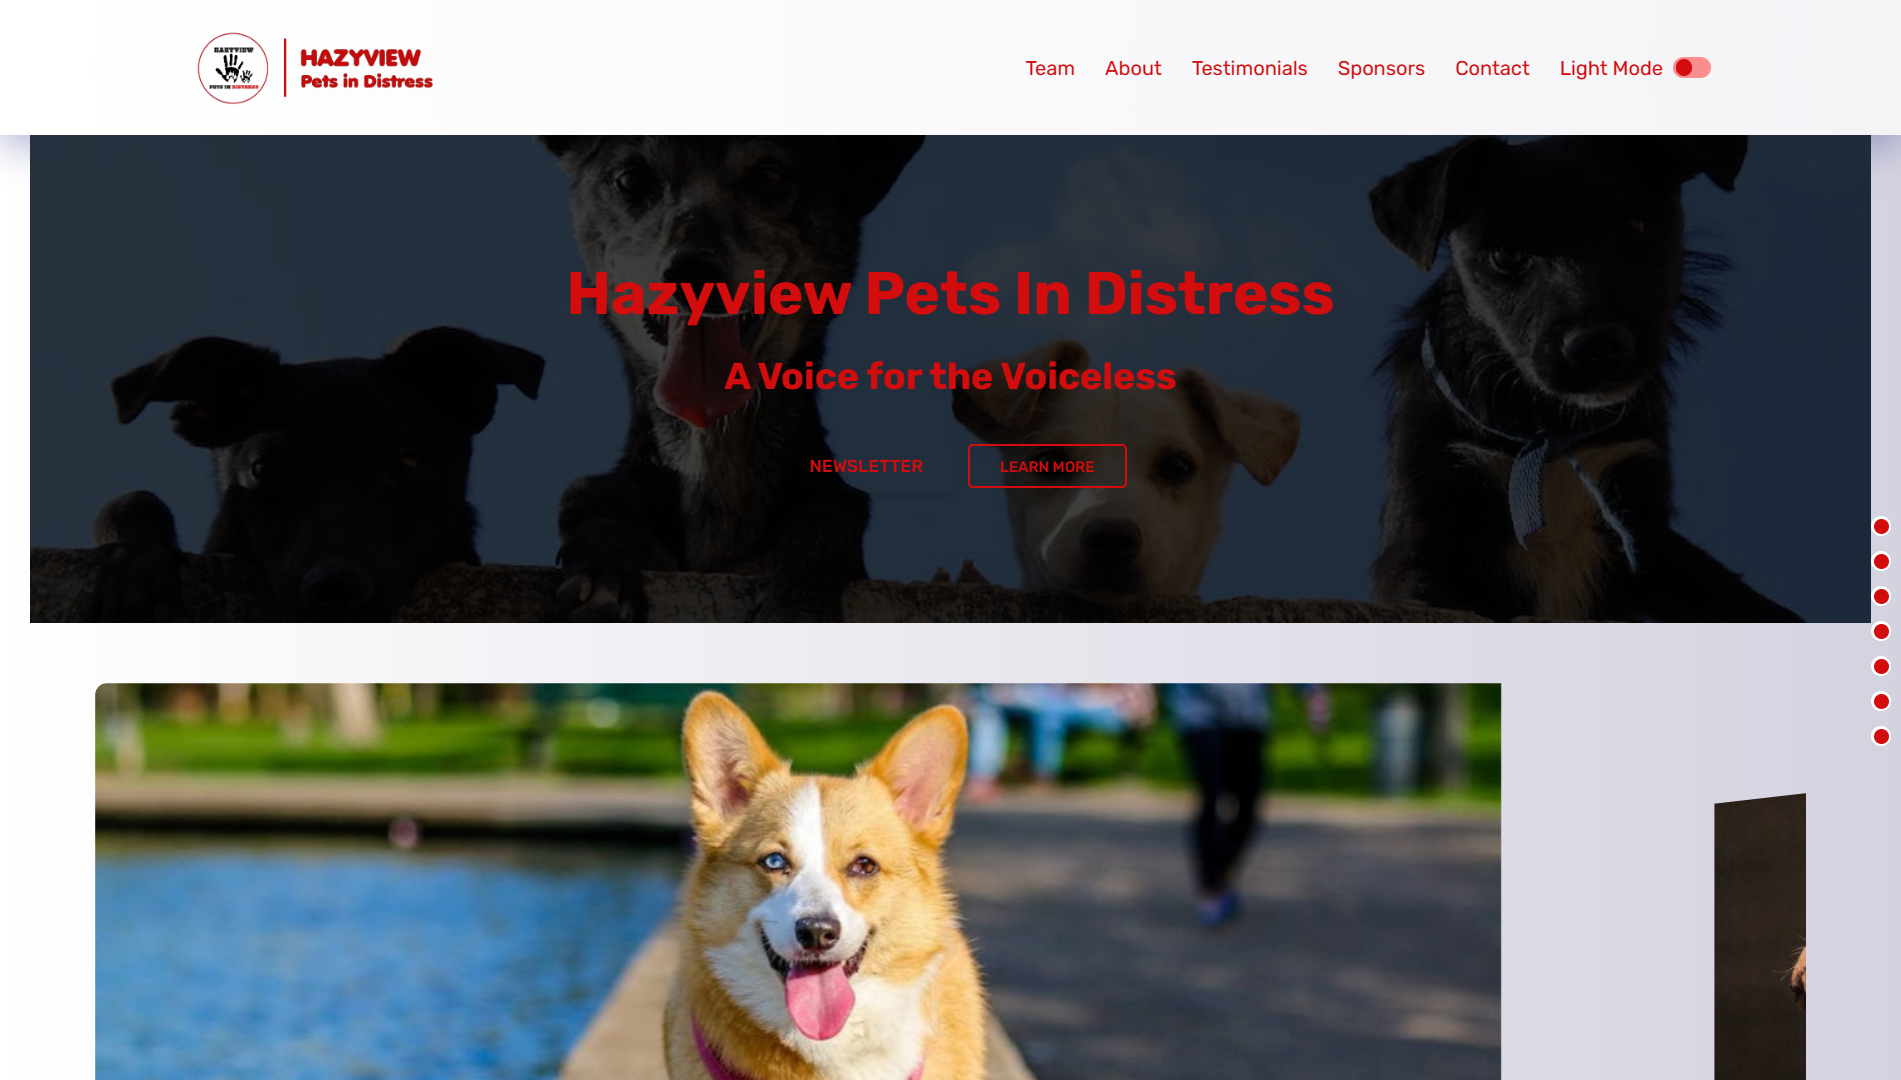 HAZYVIEW
PETS IN DISTRESS
HAZYVIEW
Pets in Distress
Team
About
Testimonials
Sponsors
Contact
Light Mode
Hazyview Pets In Distress
A Voice for the Voiceless
NEWSLETTER
LEARN MORE